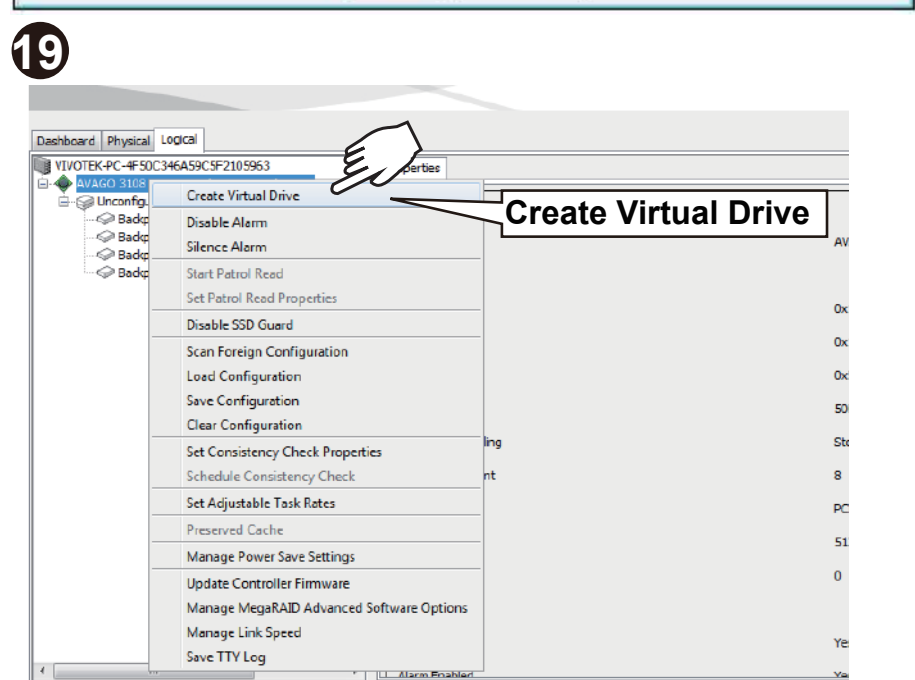 19
Dashboard Physical Logical
VIVOTEK-PC-4F50C346A59C5F2105963
perties
AVAGO 3108
Create Virtual Drive
Create Virtual Drive
Unconfig
Backp
Disable Alarm
Backp
Silence Alarm
AV
Backp
Backp
Start Patrol Read
Set Patrol Read Properties
0x
Disable SSD Guard
0x
Scan Foreign Configuration
Load Configuration
0x
Save Configuration
50
Clear Configuration
ling
Sto
Set Consistency Check Properties
Schedule Consistency Check
nt
8
Set Adjustable Task Rates
PC
Preserved Cache
51
Manage Power Save Settings
Update Controller Firmware
0
Manage MegaRAID Advanced Software Options
Manage Link Speed
Ye
Save TTY Log
Alarm Enabled
Ye